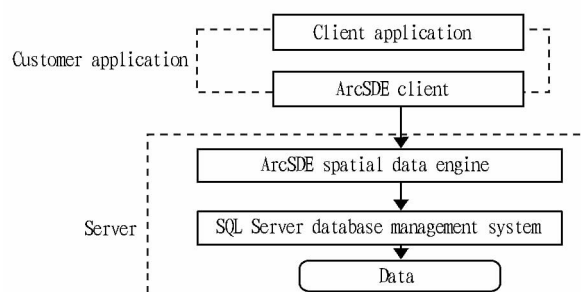 Client application
Customer application
ArcSDE client
ArcSDE spatial data engine
Server
SQL Server database management system
Data